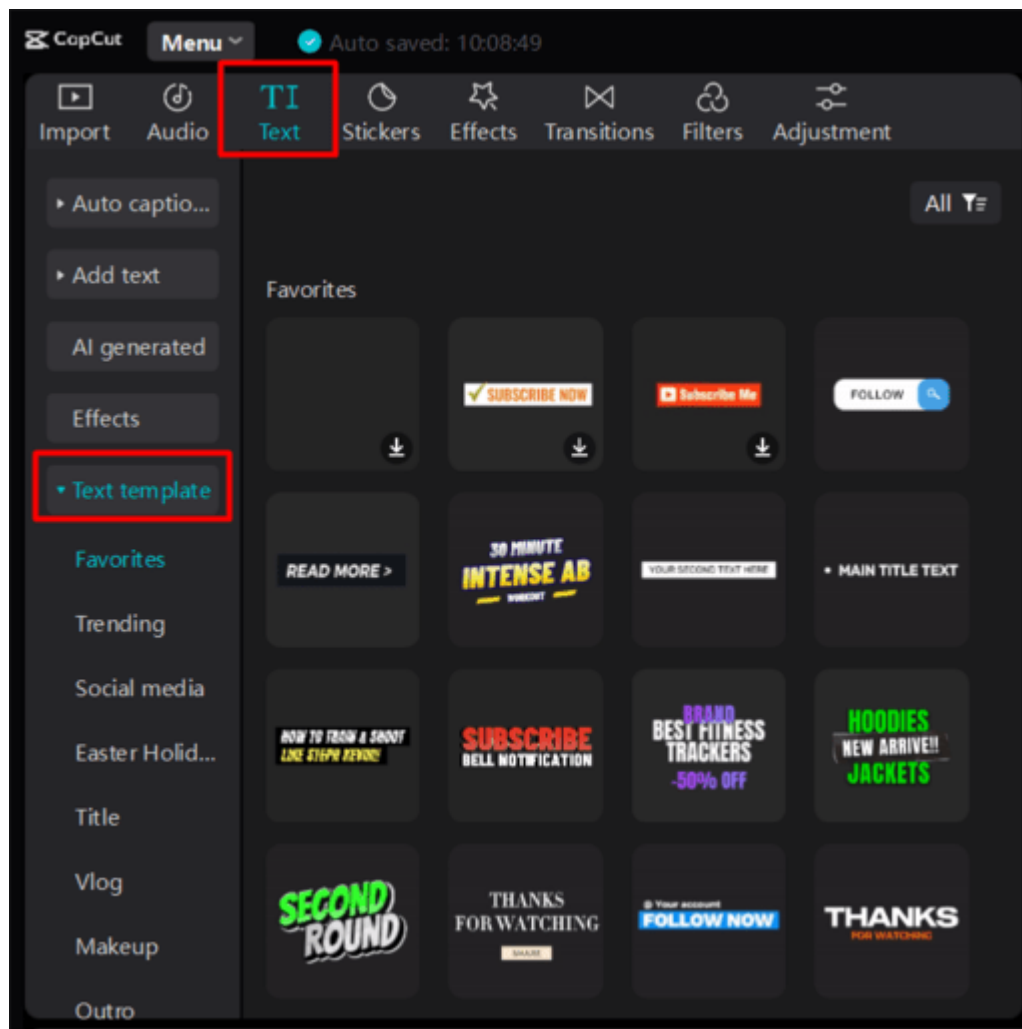 CapCut Menu Auto saved: 10:08:49
Import Audio TI Text Stickers Effects Transitions Filters Adjustment
Auto captio...
Add text
AI generated
Effects
Text template
Favorites
Trending
Social media
Easter Holid...
Title
Vlog
Makeup
Outro
All
Favorites
SUBSCRIBE NOW
Subscribe Me
FOLLOW
READ MORE >
30 MINUTE
INTENSE AB
WORKOUT
YOUR SECOND TEXT HERE
• MAIN TITLE TEXT
HOW TO TRAIN & SHOOT
LIKE
SUBSCRIBE
BELL NOTIFICATION
BRAND
BEST FITNESS
TRACKERS
-50% OFF
HOODIES
NEW ARRIVE!!
JACKETS
SECOND
ROUND
THANKS
FOR WATCHING
SHARE
@ Your account
FOLLOW NOW
THANKS
FOR WATCHING